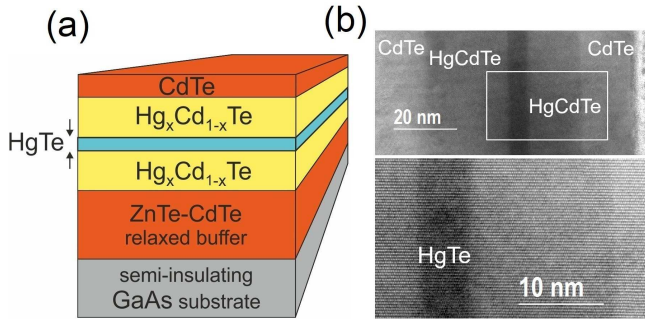 (a)
CdTe
HgₓCd₁₋ₓTe
HgTe
HgₓCd₁₋ₓTe
ZnTe-CdTe
relaxed buffer
semi-insulating
GaAs substrate
(b)
CdTe
HgCdTe
CdTe
20 nm
HgCdTe
HgTe
10 nm